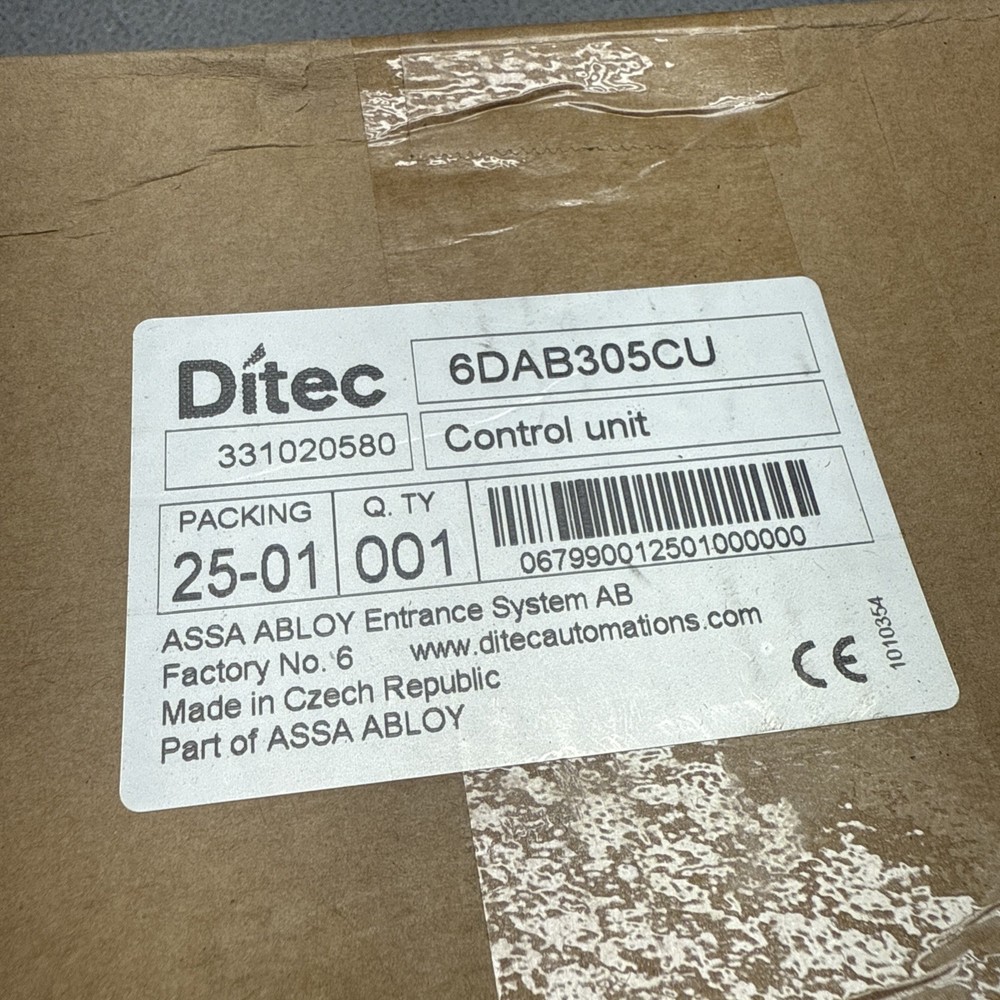 Dítec
6DAB305CU
331020580
Control unit
PACKING
25-01
Q. TY
001
067990012501000000
ASSA ABLOY Entrance System AB
Factory No. 6
www.ditecautomations.com
Made in Czech Republic
Part of ASSA ABLOY
CE
1010354